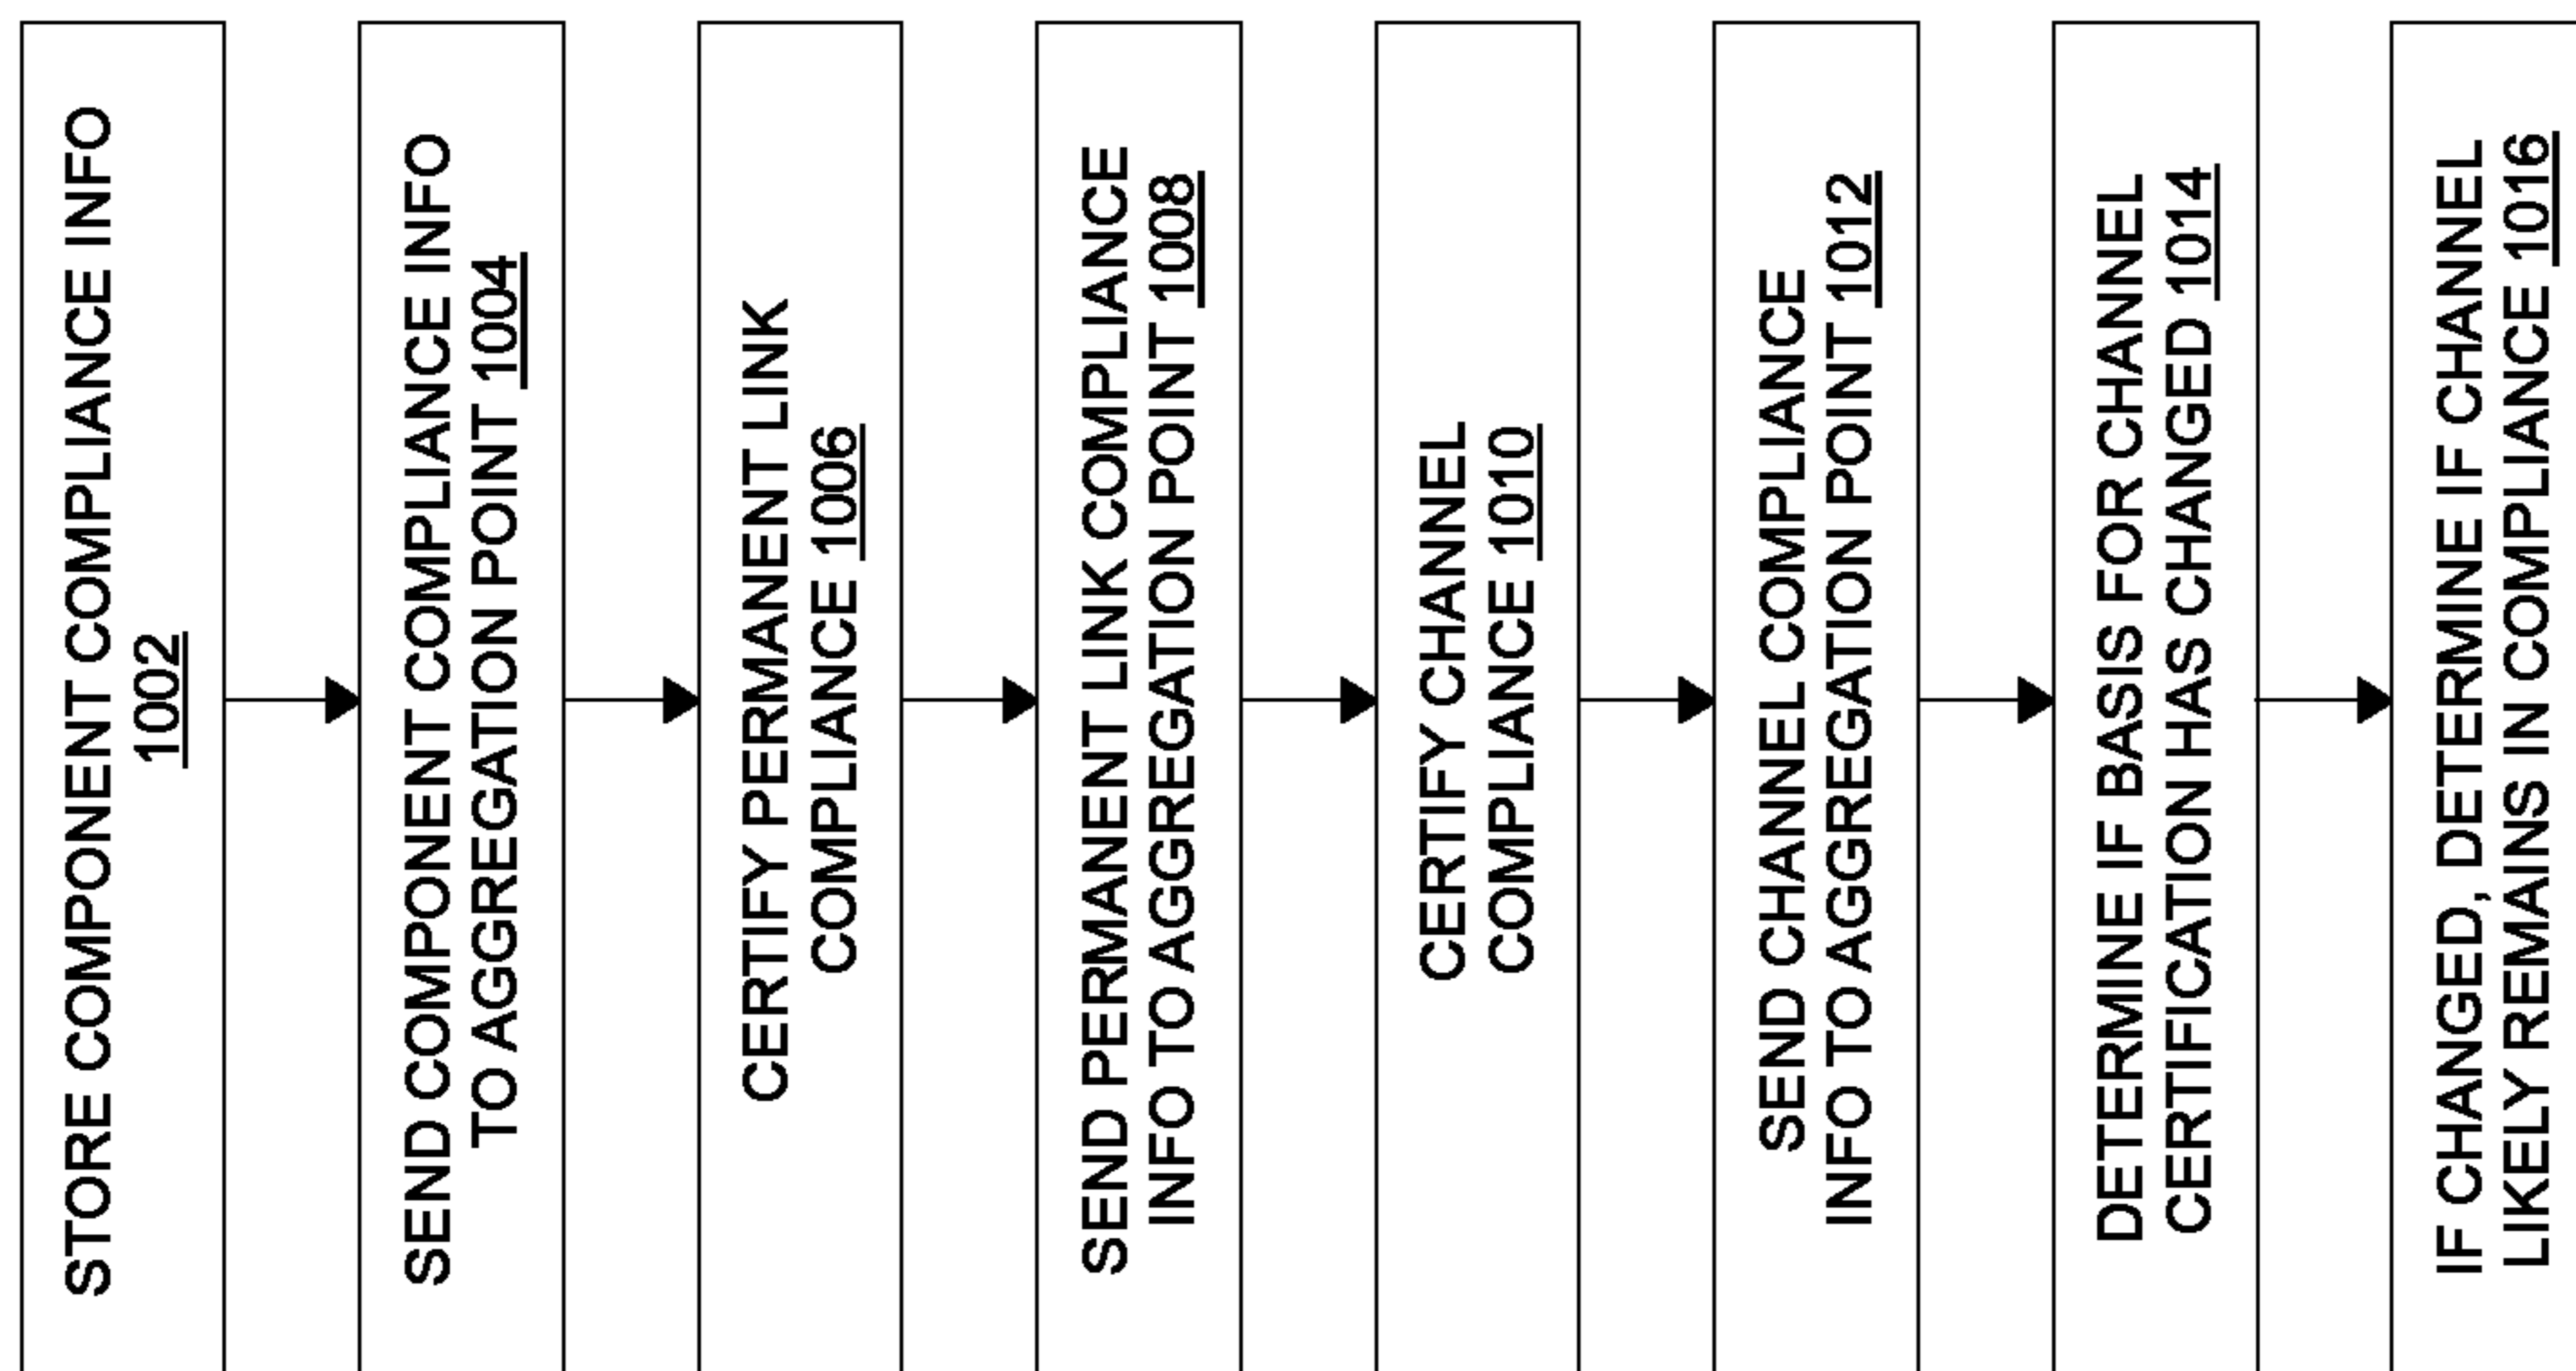 STORE COMPONENT COMPLIANCE INFO
1002
SEND COMPONENT COMPLIANCE INFO
TO AGGREGATION POINT 1004
CERTIFY PERMANENT LINK
COMPLIANCE 1006
SEND PERMANENT LINK COMPLIANCE
INFO TO AGGREGATION POINT 1008
CERTIFY CHANNEL
COMPLIANCE 1010
SEND CHANNEL COMPLIANCE
INFO TO AGGREGATION POINT 1012
DETERMINE IF BASIS FOR CHANNEL
CERTIFICATION HAS CHANGED 1014
IF CHANGED, DETERMINE IF CHANNEL
LIKELY REMAINS IN COMPLIANCE 1016